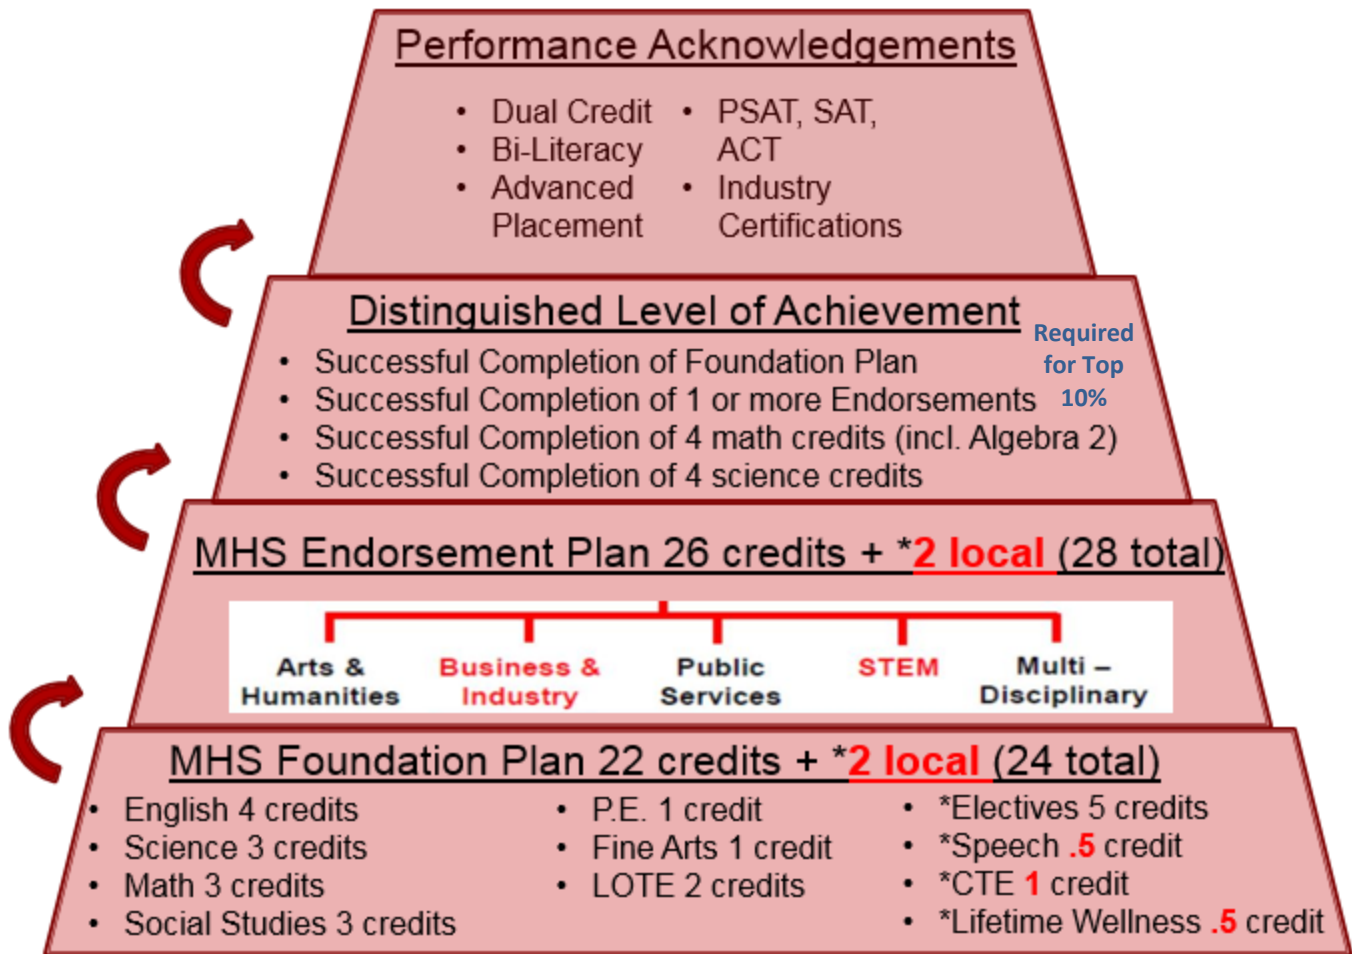 Performance Acknowledgements
• Dual Credit
• Bi-Literacy
• Advanced
Placement
• PSAT, SAT,
ACT
• Industry
Certifications
Distinguished Level of Achievement
• Successful Completion of Foundation Plan
• Successful Completion of 1 or more Endorsements
• Successful Completion of 4 math credits (incl. Algebra 2)
• Successful Completion of 4 science credits
Required
for Top
10%
MHS Endorsement Plan 26 credits + *2 local (28 total)
Arts &
Humanities
Business &
Industry
Public
Services
STEM
Multi –
Disciplinary
MHS Foundation Plan 22 credits + *2 local (24 total)
• English 4 credits
• Science 3 credits
• Math 3 credits
• Social Studies 3 credits
• P.E. 1 credit
• Fine Arts 1 credit
• LOTE 2 credits
• *Electives 5 credits
• *Speech .5 credit
• *CTE 1 credit
• *Lifetime Wellness .5 credit